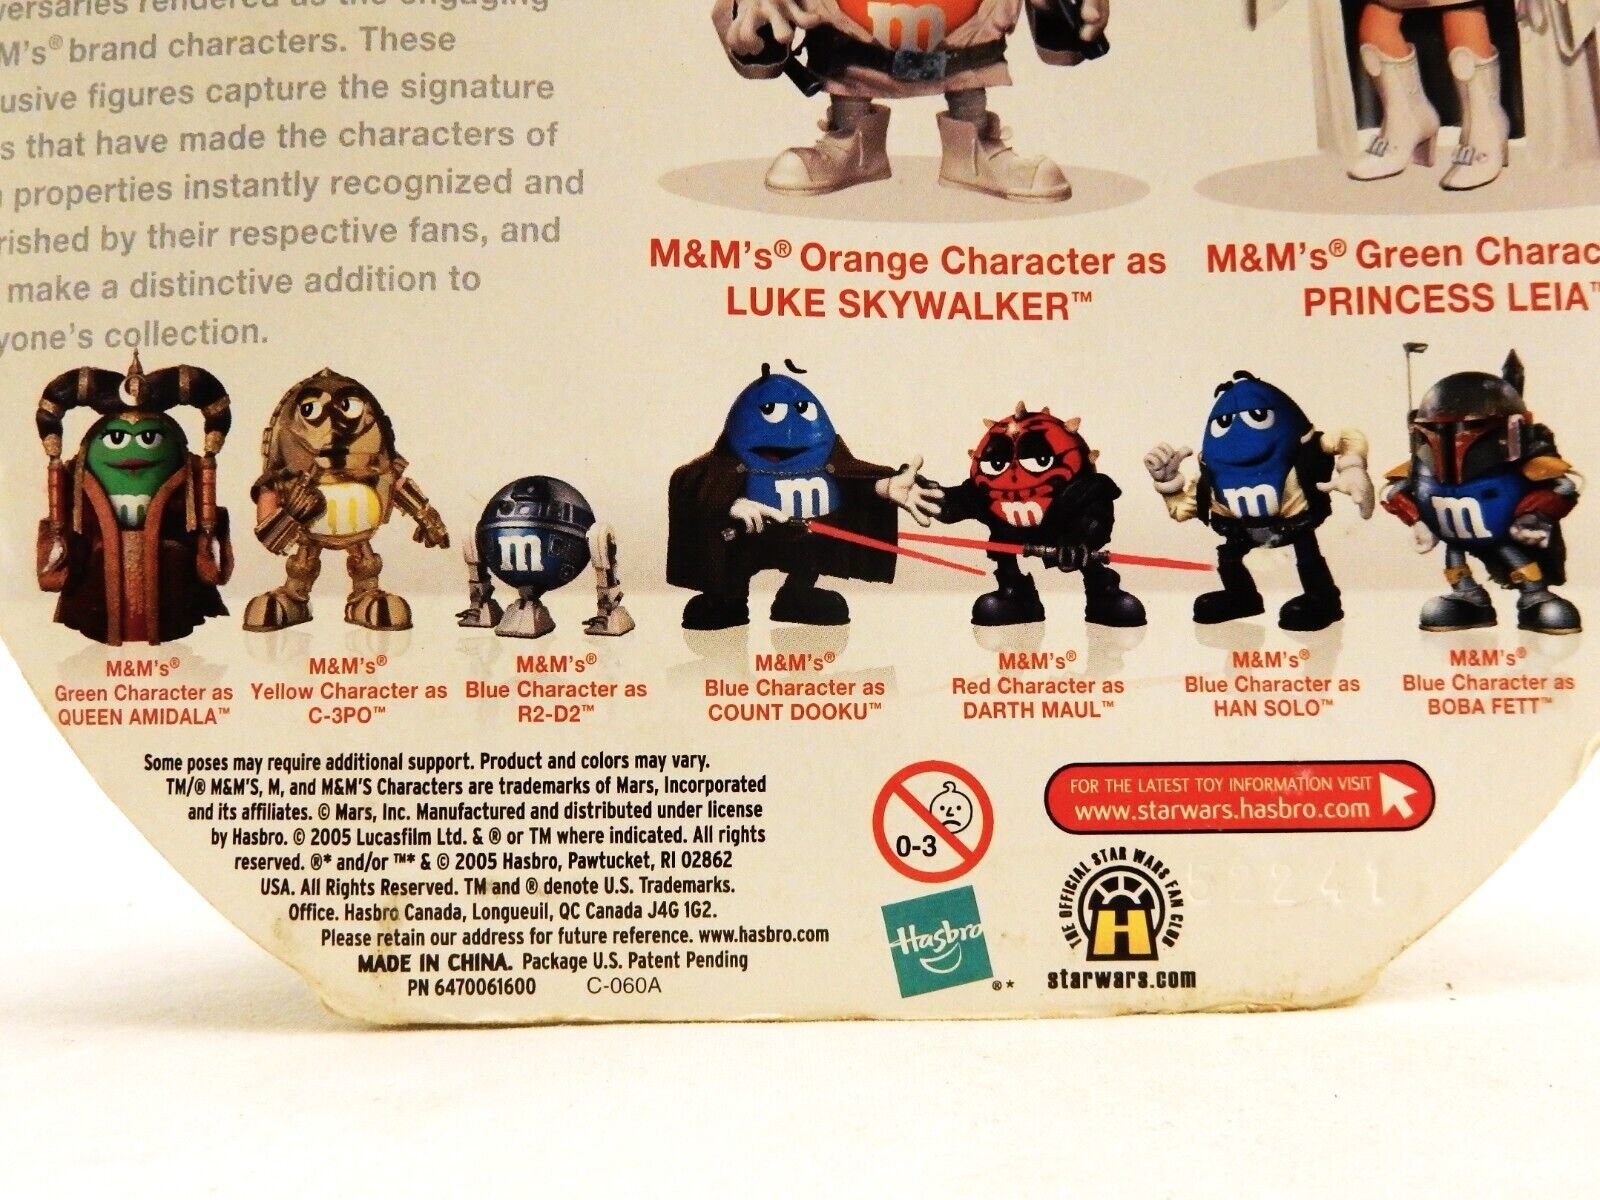 rendered as the engaging
M's® brand characters. These
figures capture the signature
that have made the characters of
properties instantly recognized and
by their respective fans, and
make a distinctive addition to
collection.
m
M&M's® Orange Character as
LUKE SKYWALKER™
M&M's® Green
PRINCESS LEIA™
m
m
m
m
m
m
m
M&M's®
Green Character as
QUEEN AMIDALA™
M&M's®
Yellow Character as
C-3PO™
M&M's®
Blue Character as
R2-D2™
M&M's®
Blue Character as
COUNT DOOKU™
M&M's®
Red Character as
DARTH MAUL™
M&M's®
Blue Character as
HAN SOLO™
M&M's®
Blue Character as
BOBA FETT™
Some poses may require additional support. Product and colors may vary.
TM/® M&M'S, M, and M&M'S Characters are trademarks of Mars, Incorporated
and its affiliates. © Mars, Inc. Manufactured and distributed under license
by Hasbro. © 2005 Lucasfilm Ltd. & ® or TM where indicated. All rights
reserved. ®* and/or ™* & © 2005 Hasbro, Pawtucket, RI 02862
USA. All Rights Reserved. TM and ® denote U.S. Trademarks.
Office. Hasbro Canada, Longueuil, QC Canada J4G 1G2.
Please retain our address for future reference. www.hasbro.com
MADE IN CHINA. Package U.S. Patent Pending
PN 6470061600 C-060A
0-3
Hasbro
®*
FOR THE LATEST TOY INFORMATION VISIT
www.starwars.hasbro.com
THE OFFICIAL STAR WARS FAN CLUB
H
starwars.com
52241